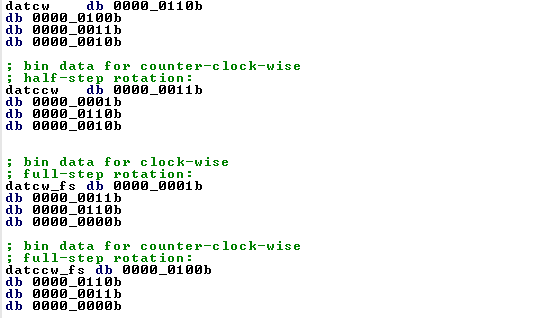 datcw    db 0000_0110b
db 0000_0100b
db 0000_0011b
db 0000_0010b
; bin data for counter-clock-wise
; half-step rotation:
datccw   db 0000_0011b
db 0000_0001b
db 0000_0110b
db 0000_0010b
; bin data for clock-wise
; full-step rotation:
datcw_fs db 0000_0001b
db 0000_0011b
db 0000_0110b
db 0000_0000b
; bin data for counter-clock-wise
; full-step rotation:
datccw_fs db 0000_0100b
db 0000_0110b
db 0000_0011b
db 0000_0000b